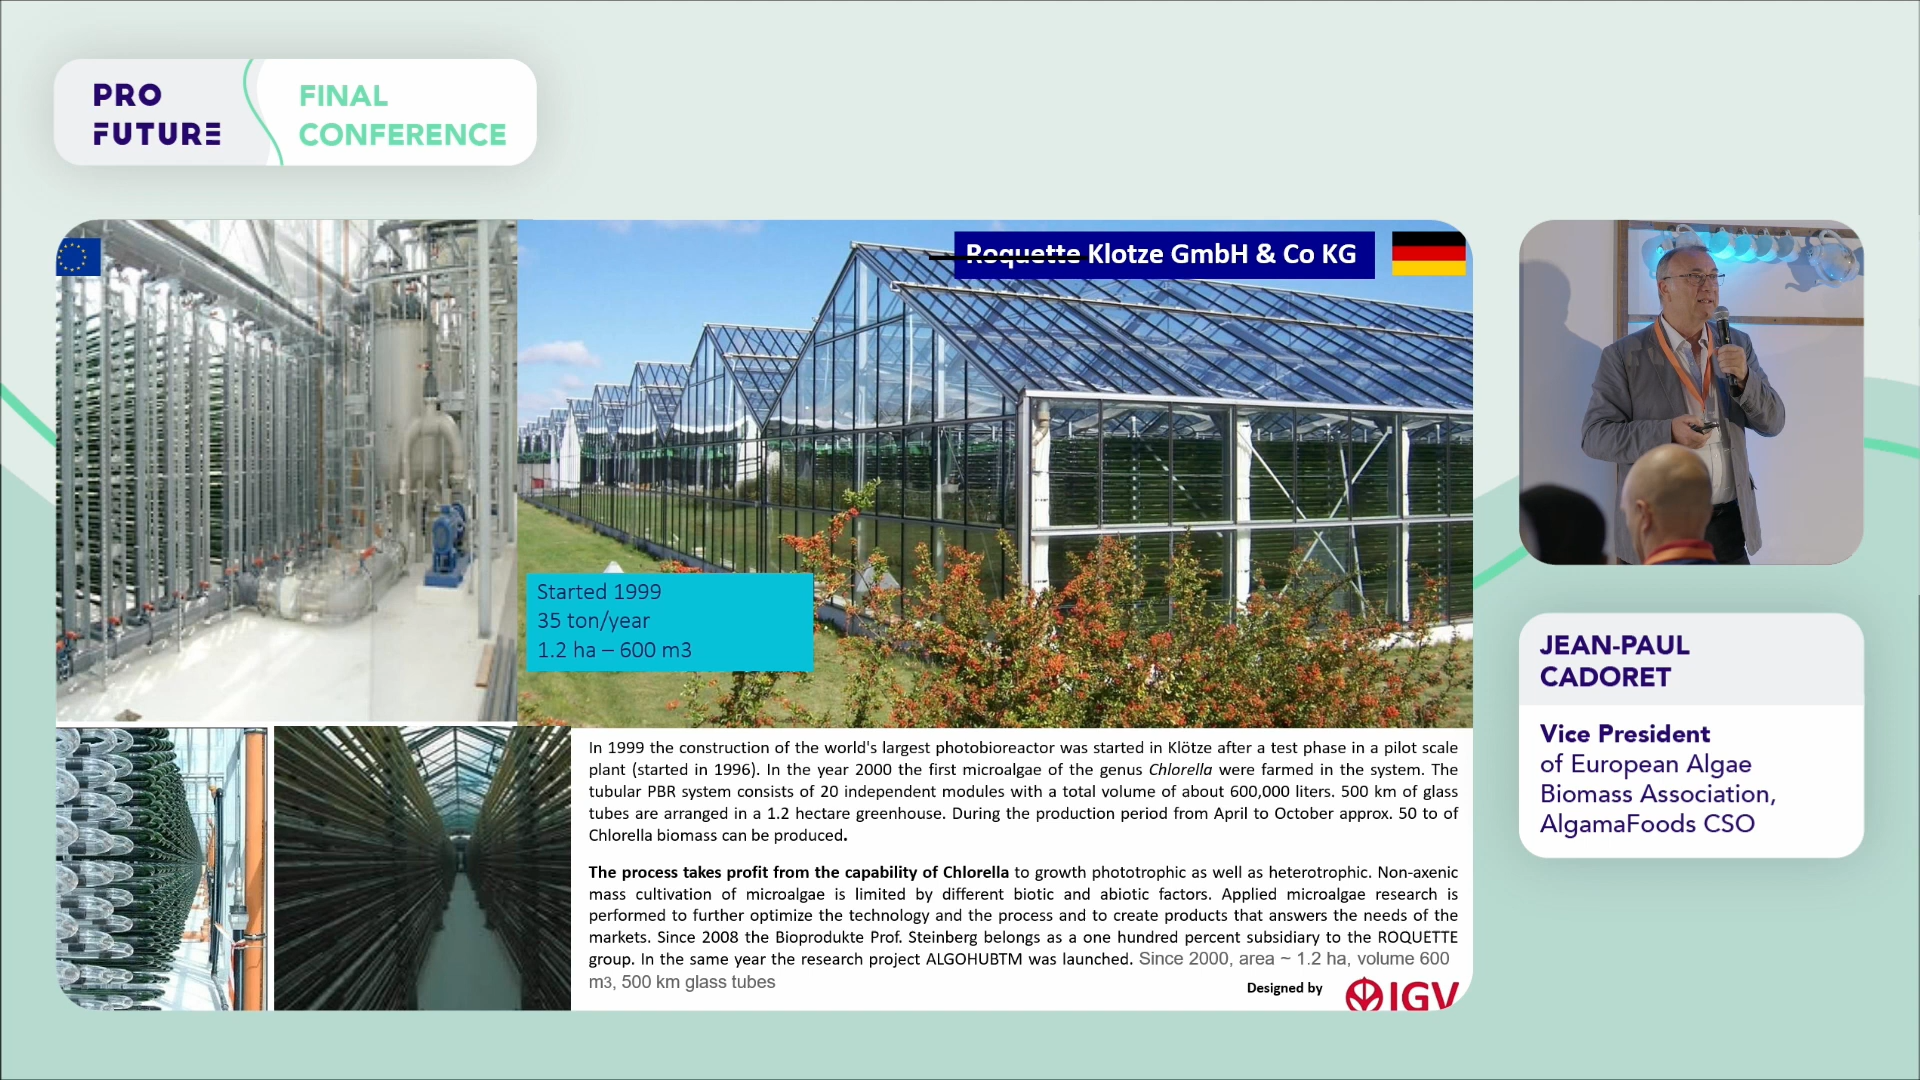 PRO
FUTURE
FINAL
CONFERENCE
Roquette Klotze GmbH & Co KG
Started 1999
35 ton/year
1.2 ha – 600 m3
In 1999 the construction of the world's largest photobioreactor was started in Klötze after a test phase in a pilot scale
plant (started in 1996). In the year 2000 the first microalgae of the genus Chlorella were farmed in the system. The
tubular PBR system consists of 20 independent modules with a total volume of about 600,000 liters. 500 km of glass
tubes are arranged in a 1.2 hectare greenhouse. During the production period from April to October approx. 50 to of
Chlorella biomass can be produced.
The process takes profit from the capability of Chlorella to growth phototrophic as well as heterotrophic. Non-axenic
mass cultivation of microalgae is limited by different biotic and abiotic factors. Applied microalgae research is
performed to further optimize the technology and the process and to create products that answers the needs of the
markets. Since 2008 the Bioprodukte Prof. Steinberg belongs as a one hundred percent subsidiary to the ROQUETTE
group. In the same year the research project ALGOHUBTM was launched. Since 2000, area ~ 1.2 ha, volume 600
m3, 500 km glass tubes
Designed by
IGV
JEAN-PAUL
CADORET
Vice President
of European Algae
Biomass Association,
AlgamaFoods CSO